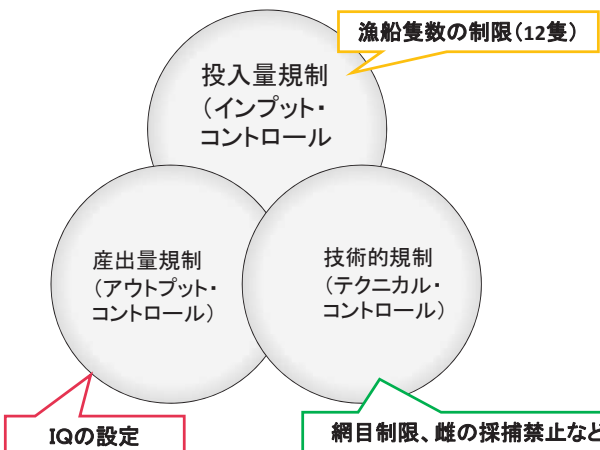 漁船隻数の制限(12隻)
投入量規制
(インプット・
コントロール
産出量規制
(アウトプット・
コントロール)
技術的規制
(テクニカル・
コントロール)
IQの設定
網目制限、雌の採捕禁止など